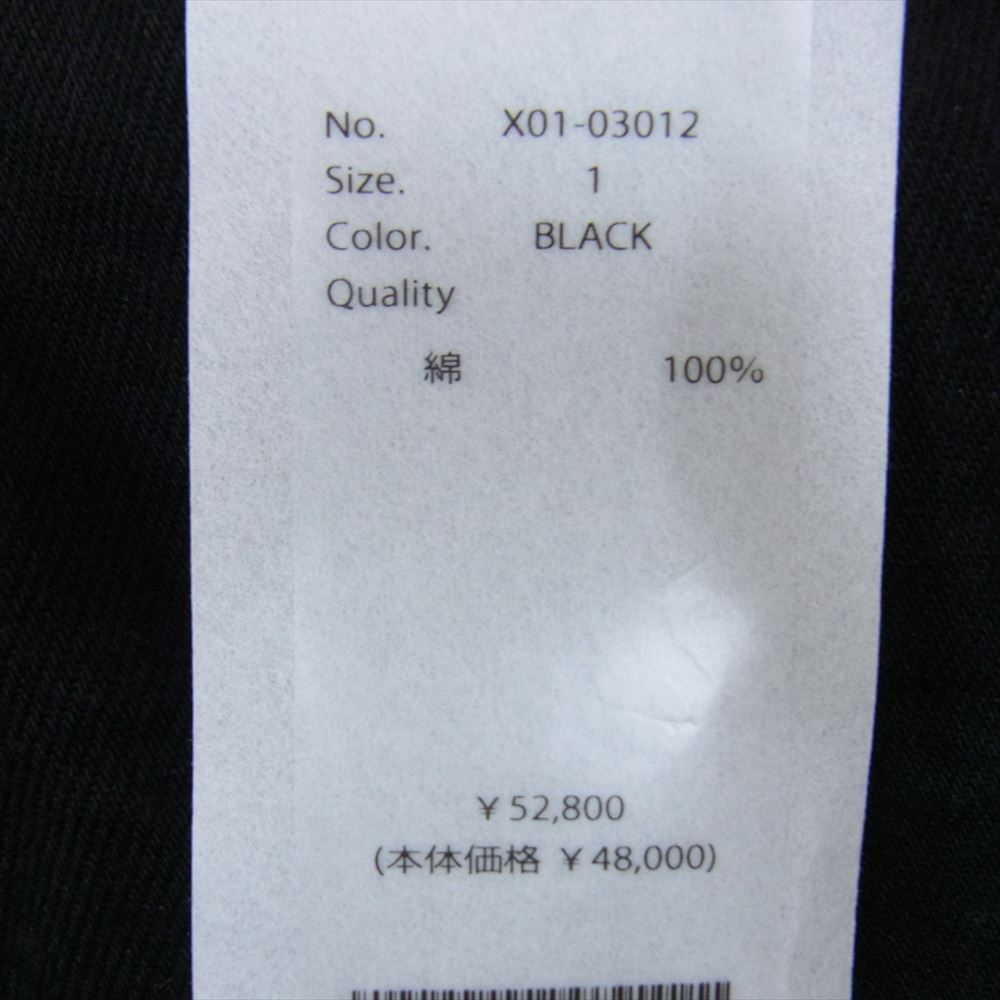 No. X01-03012
Size. 1
Color. BLACK
Quality
綿 100%
¥52,800
(本体価格 ¥48,000)